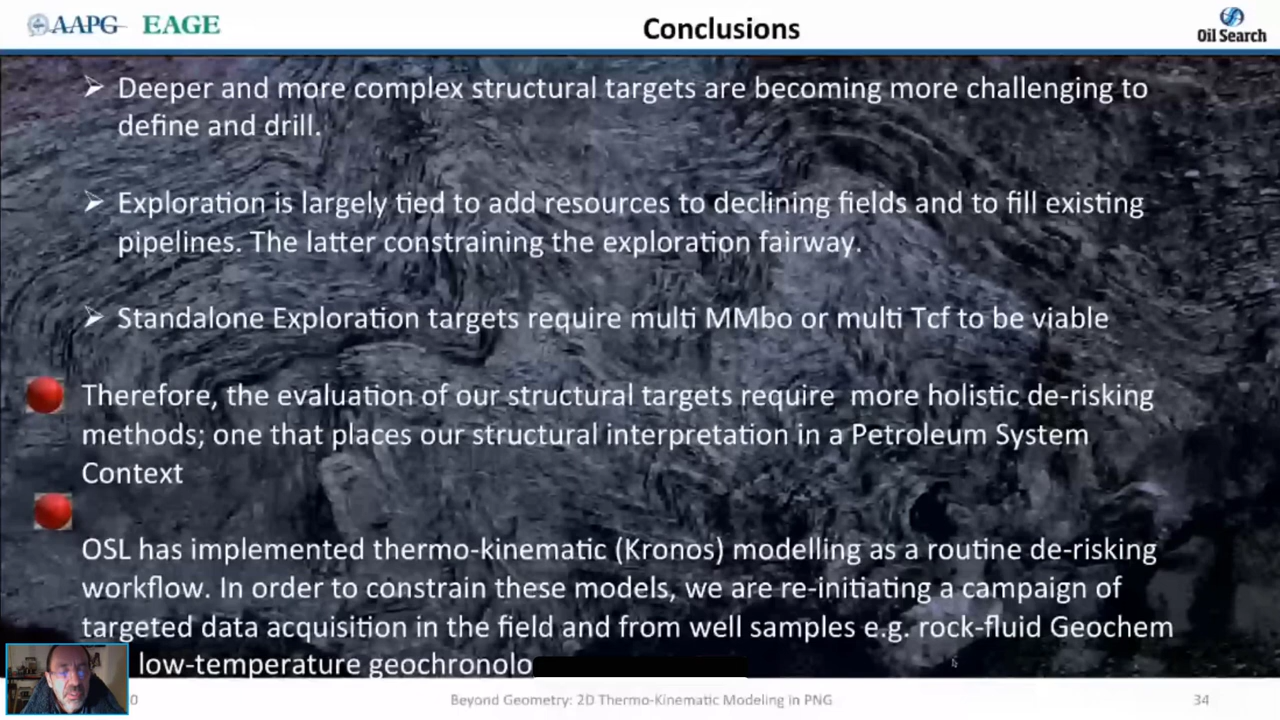 AAPG EAGE
Conclusions
Oil Search
➢ Deeper and more complex structural targets are becoming more challenging to
define and drill.
➢ Exploration is largely tied to add resources to declining fields and to fill existing
pipelines. The latter constraining the exploration fairway.
➢ Standalone Exploration targets require multi MMbo or multi Tcf to be viable
Therefore, the evaluation of our structural targets require more holistic de-risking
methods; one that places our structural interpretation in a Petroleum System
Context
OSL has implemented thermo-kinematic (Kronos) modelling as a routine de-risking
workflow. In order to constrain these models, we are re-initiating a campaign of
targeted data acquisition in the field and from well samples e.g. rock-fluid Geochem
low-temperature geochronolo
0 Beyond Geometry: 2D Thermo-Kinematic Modeling in PNG 34